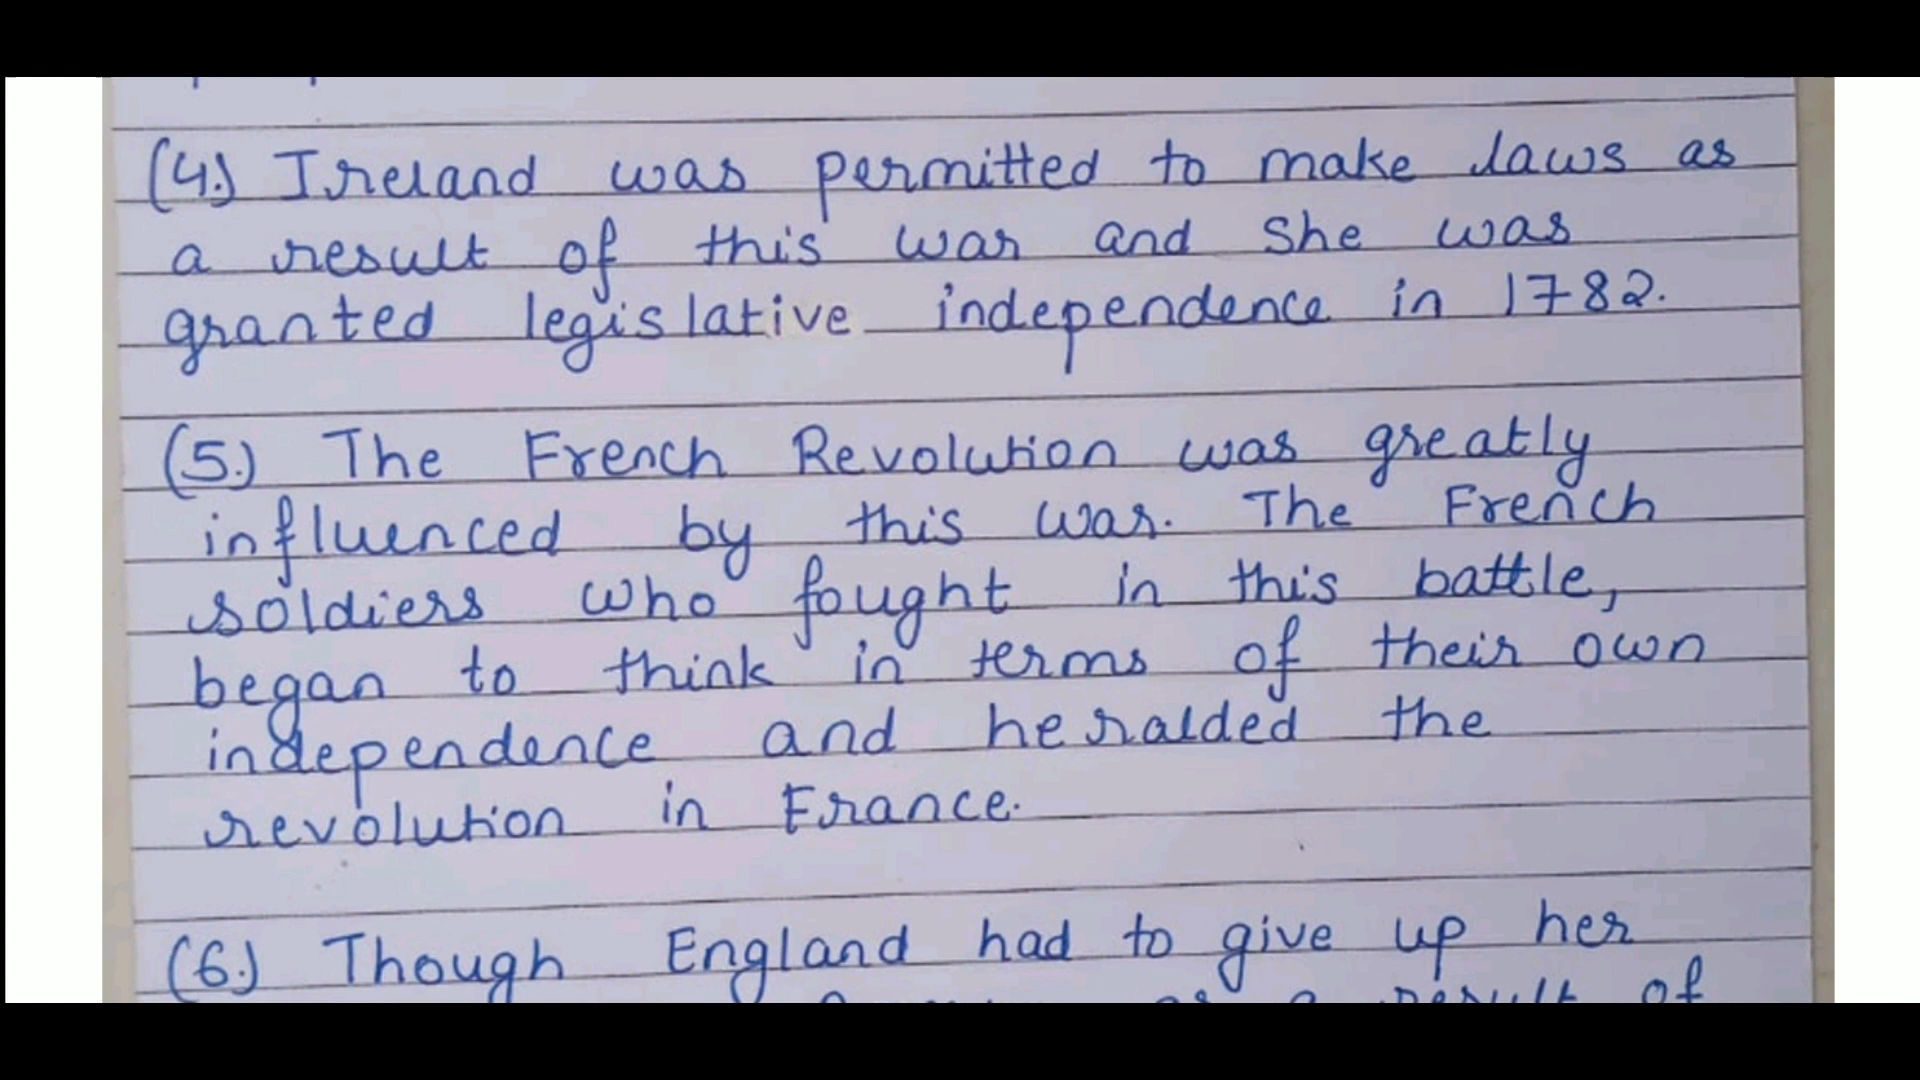 (4.) Ireland was permitted to make laws as
a result of this war and she was
granted legislative independence in 1782.
(5.) The French Revolution was greatly
influenced by this war. The French
soldiers who fought in this battle,
began to think in terms of their own
independence and heralded the
revolution in France.
(6.) Though England had to give up her
as a result of